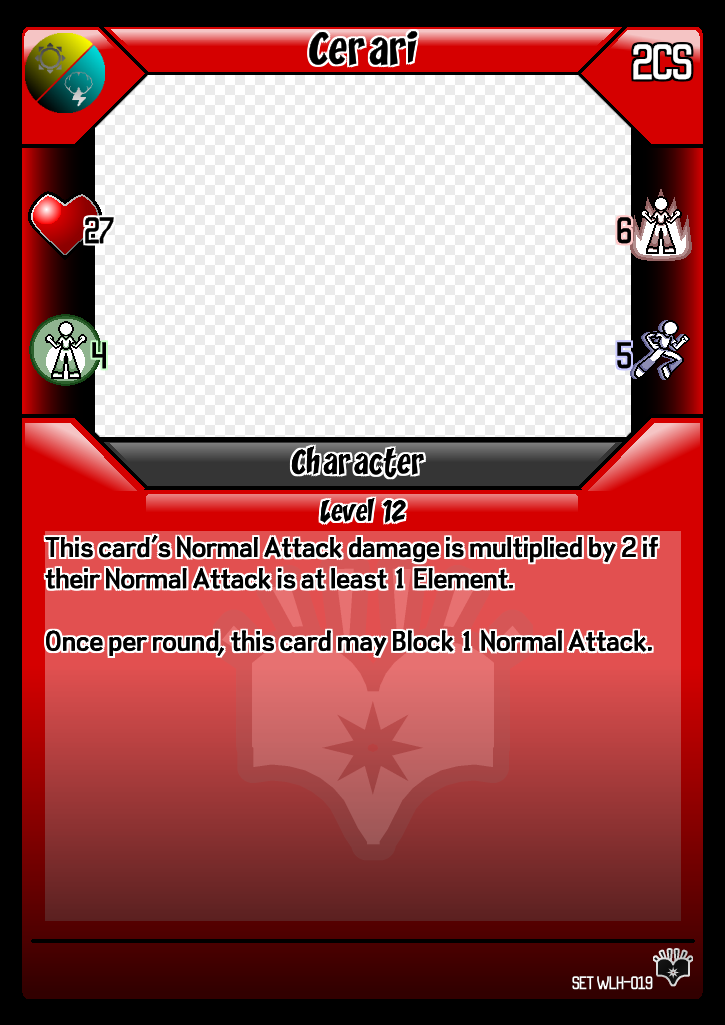 Cerari
2CS
27
6
4
5
Character
Level 12
This card's Normal Attack damage is multiplied by 2 if
their Normal Attack is at least 1 Element.
Once per round, this card may Block 1 Normal Attack.
SET WLH-019